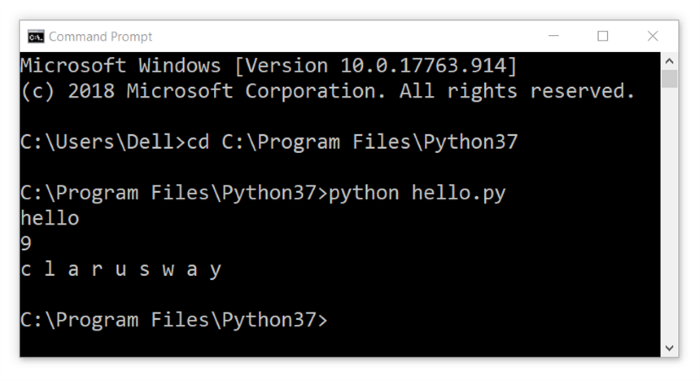 Command Prompt
Microsoft Windows [Version 10.0.17763.914]
(c) 2018 Microsoft Corporation. All rights reserved.
C:\Users\Dell>cd C:\Program Files\Python37
C:\Program Files\Python37>python hello.py
hello
9
c l a r u s w a y
C:\Program Files\Python37>